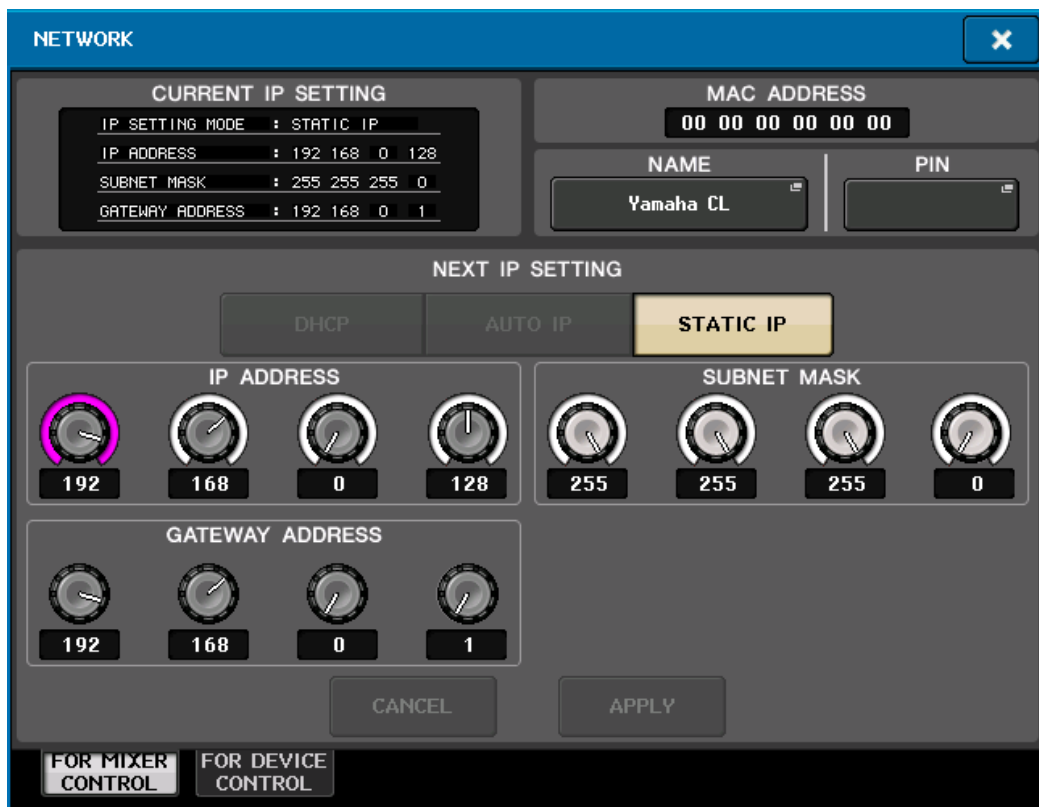 NETWORK
CURRENT IP SETTING
IP SETTING MODE : STATIC IP
IP ADDRESS : 192 168 0 128
SUBNET MASK : 255 255 255 0
GATEWAY ADDRESS : 192 168 0 1
MAC ADDRESS
00 00 00 00 00 00
NAME
PIN
Yamaha CL
NEXT IP SETTING
DHCP
AUTO IP
STATIC IP
IP ADDRESS
192 168 0 128
SUBNET MASK
255 255 255 0
GATEWAY ADDRESS
192 168 0 1
CANCEL
APPLY
FOR MIXER
CONTROL
FOR DEVICE
CONTROL